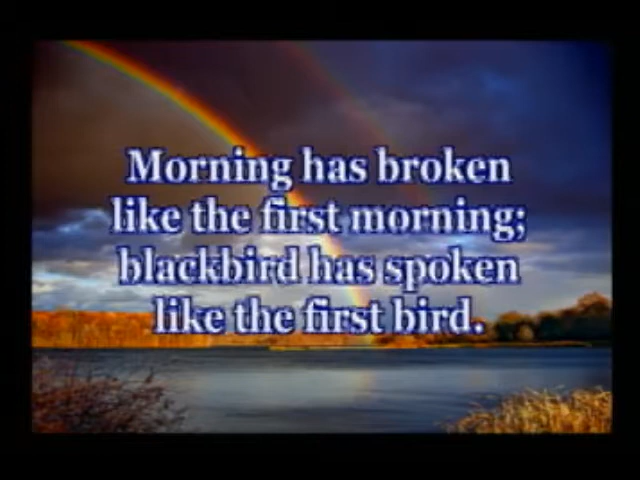 Morning has broken
like the first morning;
blackbird has spoken
like the first bird.